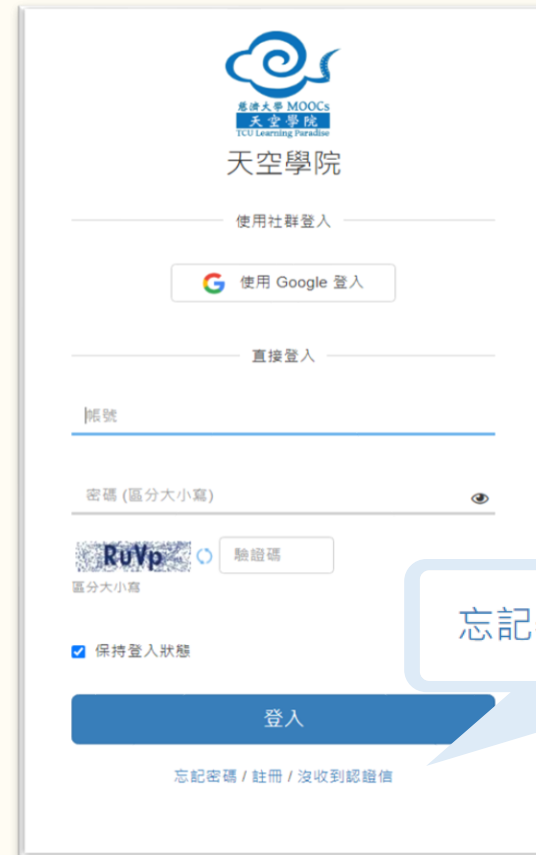 慈濟大學 MOOCs
天空學院
TCU Learning Paradise
天空學院
使用社群登入
使用 Google 登入
直接登入
帳號
密碼 (區分大小寫)
RuVp
驗證碼
區分大小寫
忘記
保持登入狀態
登入
忘記密碼 / 註冊 / 沒收到認證信